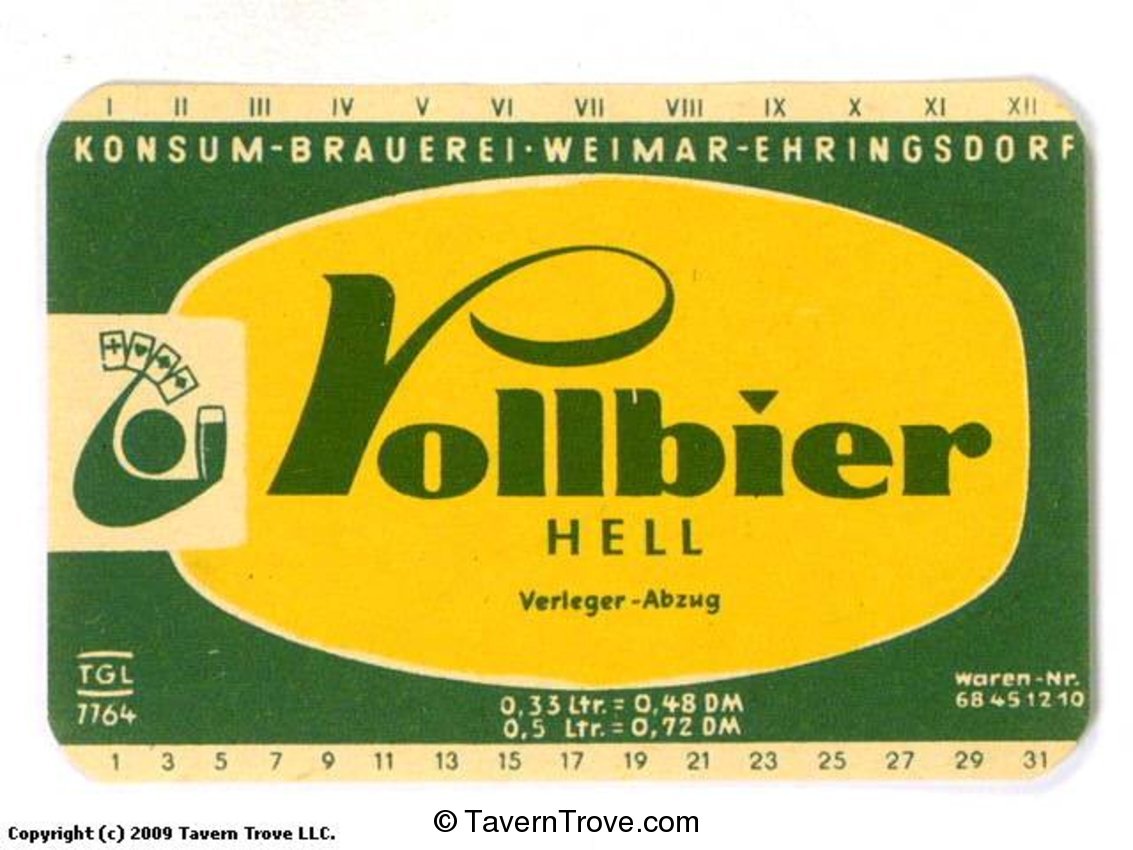 I II III IV V VI VII VIII IX X XI XII
KONSUM-BRAUEREI·WEIMAR-EHRINGSDORF
Vollbier
HELL
Verleger-Abzug
TGL
7764
0,33 Ltr. = 0,48 DM
0,5 Ltr. = 0,72 DM
Waren-Nr.
68 45 12 10
1 3 5 7 9 11 13 15 17 19 21 23 25 27 29 31
Copyright (c) 2009 Tavern Trove LLC.
© TavernTrove.com